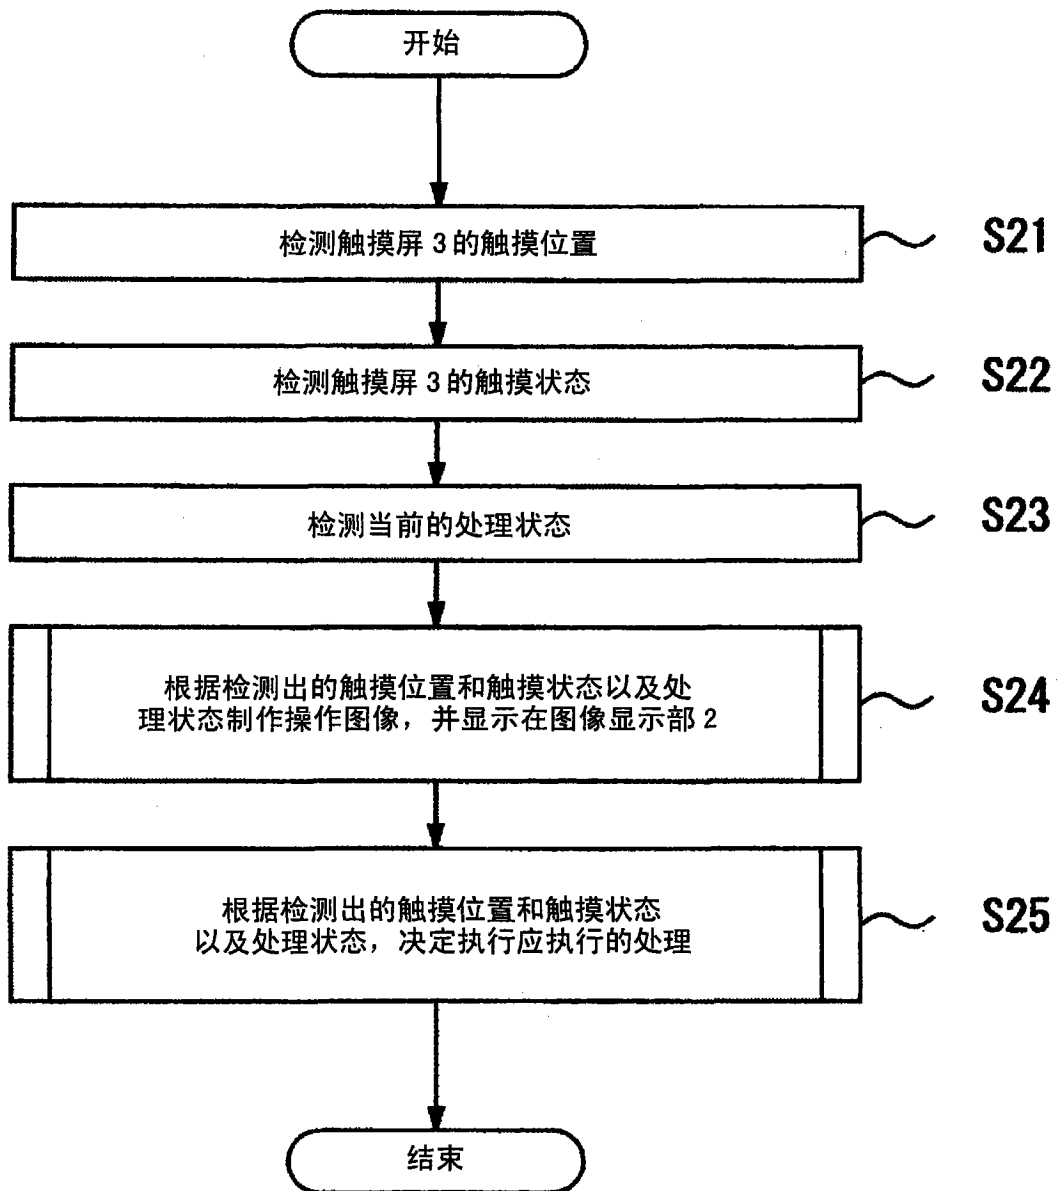 开始
检测触摸屏3的触摸位置
S21
检测触摸屏3的触摸状态
S22
检测当前的处理状态
S23
根据检测出的触摸位置和触摸状态以及处
理状态制作操作图像，并显示在图像显示部2
S24
根据检测出的触摸位置和触摸状态
以及处理状态，决定执行应执行的处理
S25
结束